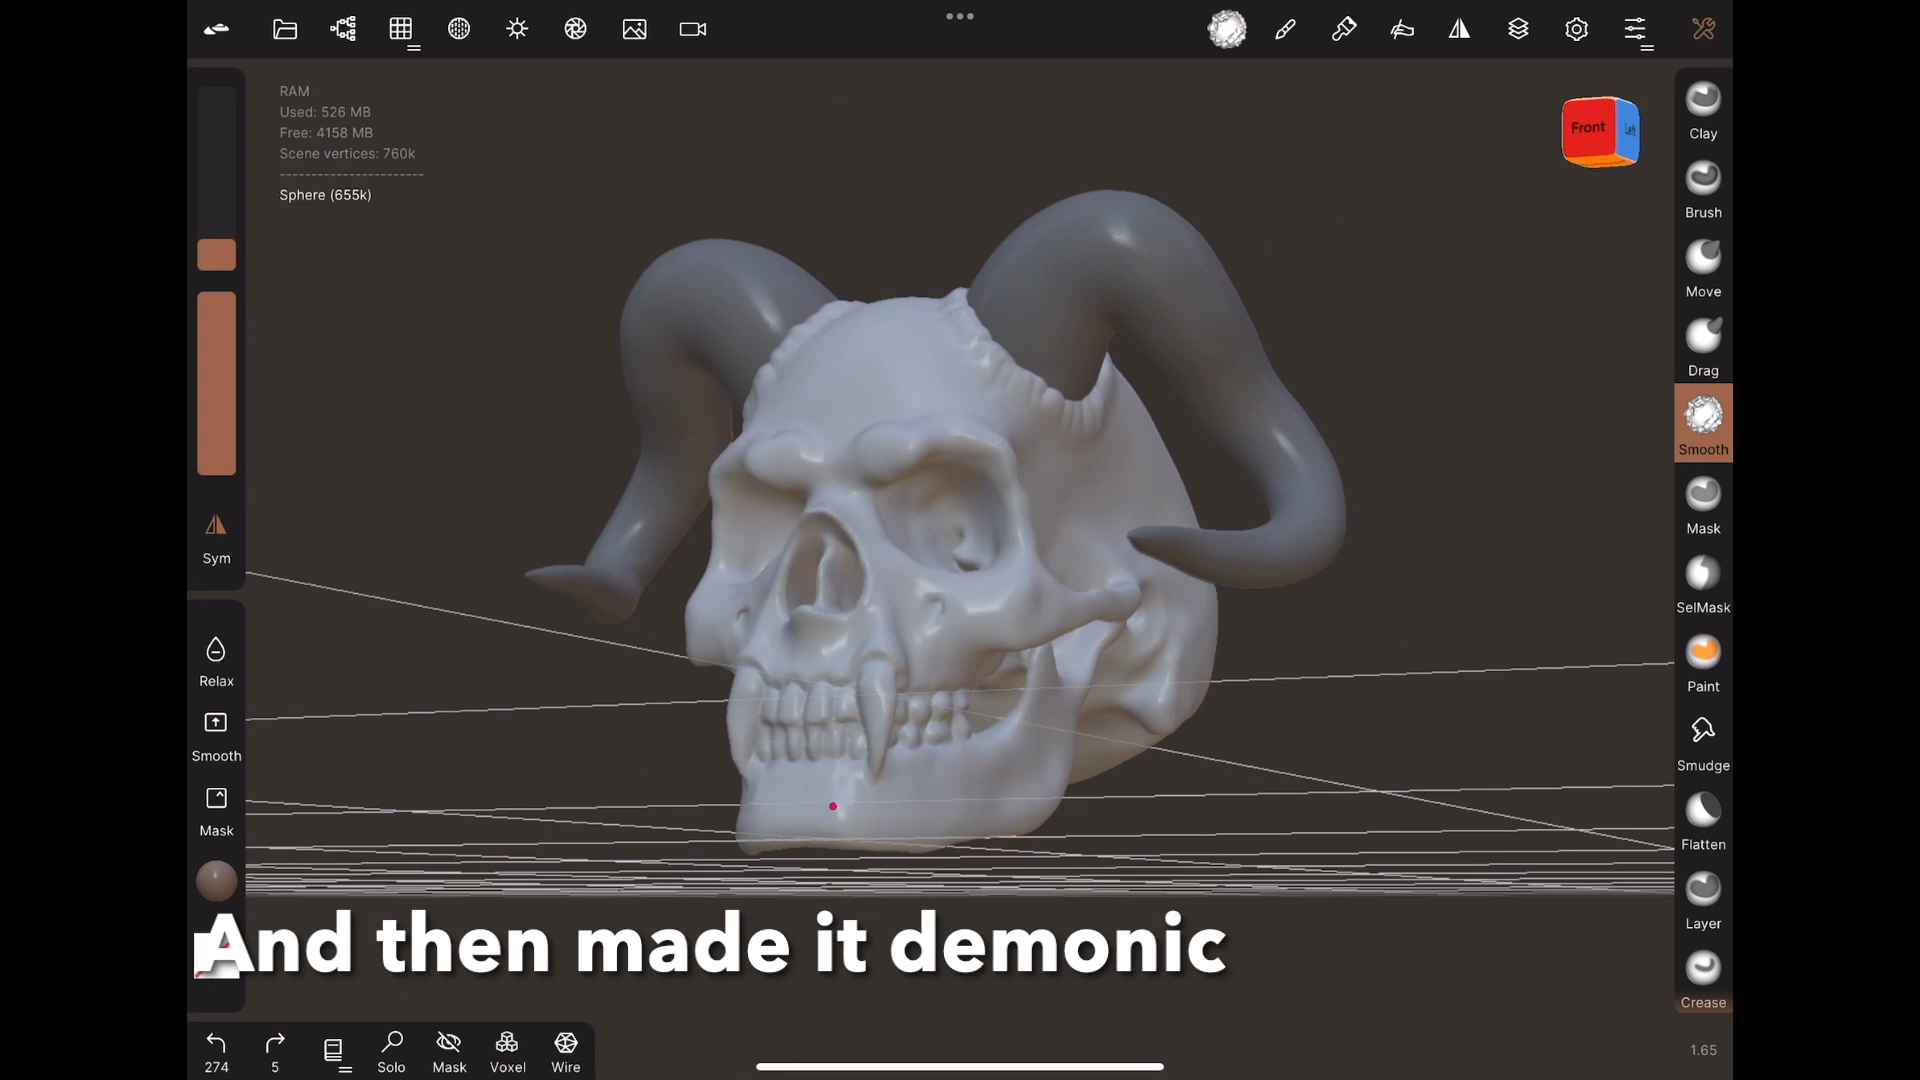 RAM
Used: 526 MB
Free: 4158 MB
Scene vertices: 760k
------------------------
Sphere (655k)
Front
Left
Clay
Brush
Move
Drag
Smooth
Mask
SelMask
Paint
Smudge
Flatten
Layer
Crease
Sym
Relax
Smooth
Mask
And then made it demonic
274
5
Solo
Mask
Voxel
Wire
1.65